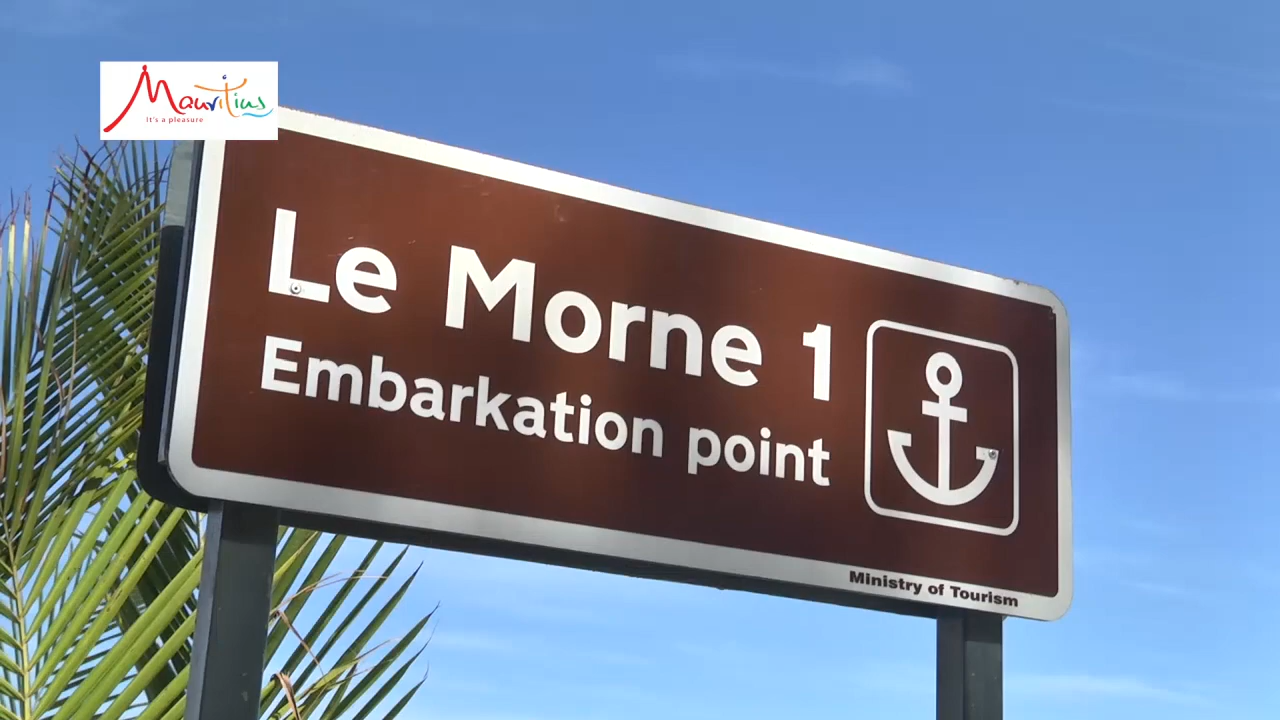 Mauritius
It's a pleasure
Le Morne 1
Embarkation point
Ministry of Tourism